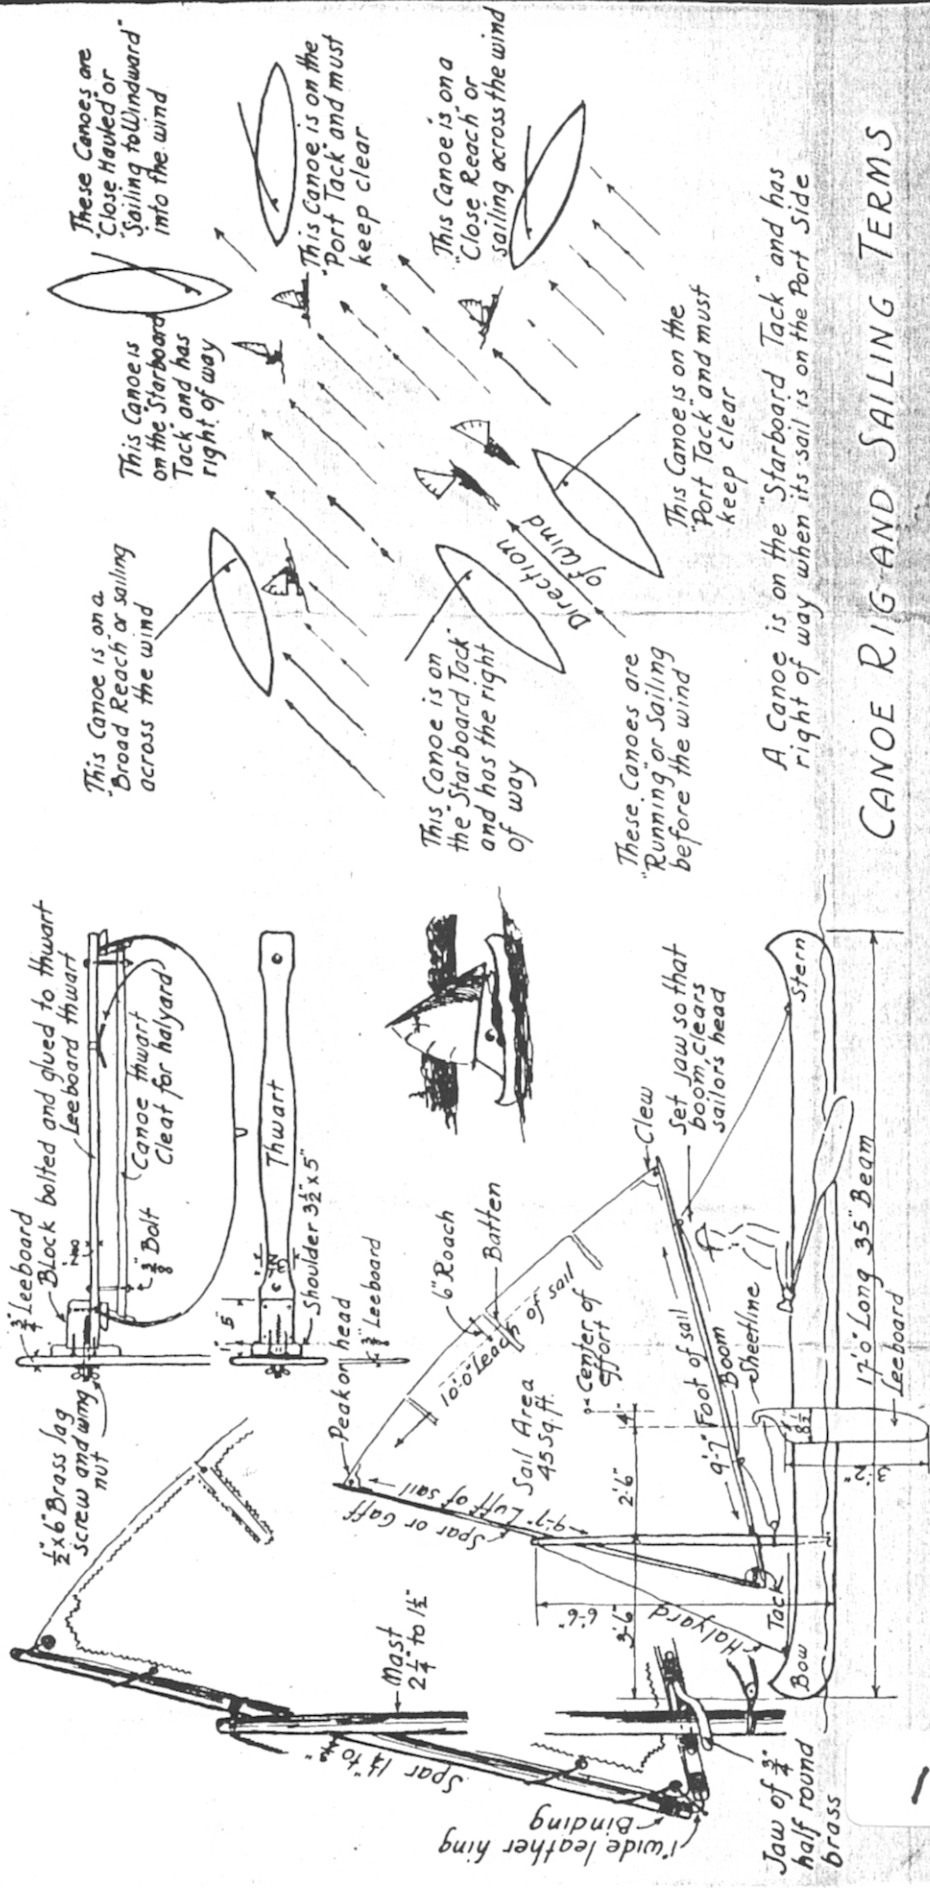 ½"x6" Brass lag
screw and wing
nut
¾" Leeboard
Block bolted and glued to thwart
Leeboard thwart
Canoe thwart
Cleat for halyard
⅜" Bolt
2"
5"
Thwart
Shoulder 3½"x5"
¾" Leeboard
Mast
2¼" to 1½"
Spar 1¼" to
1" wide leather hing
Binding
Jaw of ¾"
half round
brass
Peak or head
6" Roach
Batten
10'-0" Leach of sail
Spar or Gaff
9'-7" Luff of sail
Sail Area
45 Sq. ft.
Center of
effort
Clew
Set jaw so that
boom clears
sailors head
9'-7" Foot of sail
Boom
Sheetline
6'-6"
3'-6"
2'-6"
4"
Halyard
Tack
Bow
Stern
8½"
3'-2"
17'-0" Long 35" Beam
Leeboard
These Canoes are
"Close Hauled" or
"Sailing to Windward"
into the wind
This Canoe is
on the "Starboard
Tack" and has
right of way
This Canoe is on the
"Port Tack" and must
keep clear
This Canoe is on a
"Broad Reach" or sailing
across the wind
This Canoe is on a
"Close Reach" or
sailing across the wind
This Canoe is on
the "Starboard Tack"
and has the right
of way
Direction
of wind
This Canoe is on the
"Port Tack" and must
keep clear
These Canoes are
"Running" or Sailing
before the wind
A Canoe is on the "Starboard Tack" and has
right of way when its sail is on the Port Side
CANOE RIG AND SAILING TERMS